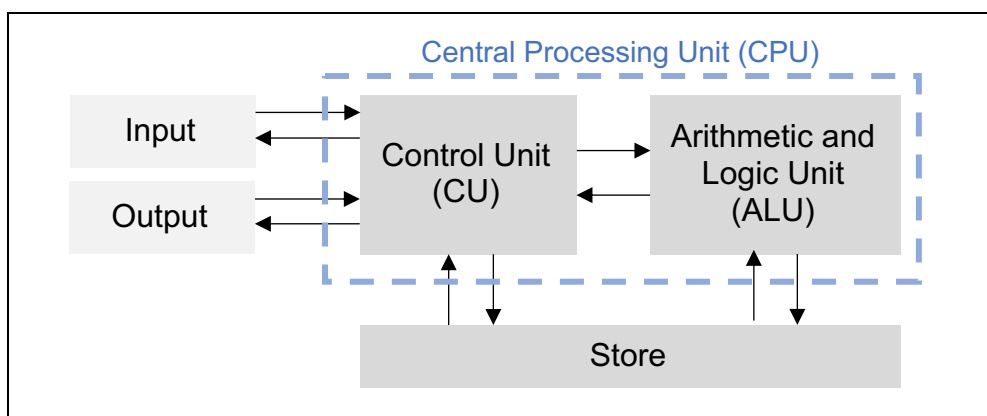 Central Processing Unit (CPU)
Input
Output
Control Unit
(CU)
Arithmetic and
Logic Unit
(ALU)
Store